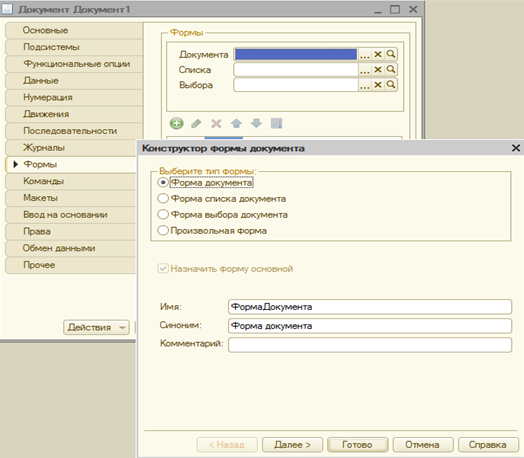 Документ Документ1
Основные
Подсистемы
Функциональные опции
Данные
Нумерация
Движения
Последовательности
Журналы
Формы
Команды
Макеты
Ввод на основании
Права
Обмен данными
Прочее
Формы
Документа
...
Списка
...
Выбора
...
Действия
Конструктор формы документа
Выберите тип формы:
Форма документа
Форма списка документа
Форма выбора документа
Произвольная форма
Назначить форму основной
Имя: ФормаДокумента
Синоним: Форма документа
Комментарий:
< Назад Далее > Готово Отмена Справка